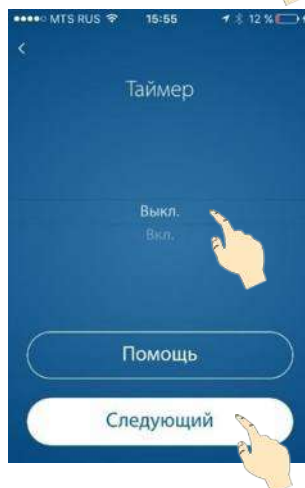 MTS RUS 15:55 12 %
Таймер
Выкл.
Вкл.
Помощь
Следующий